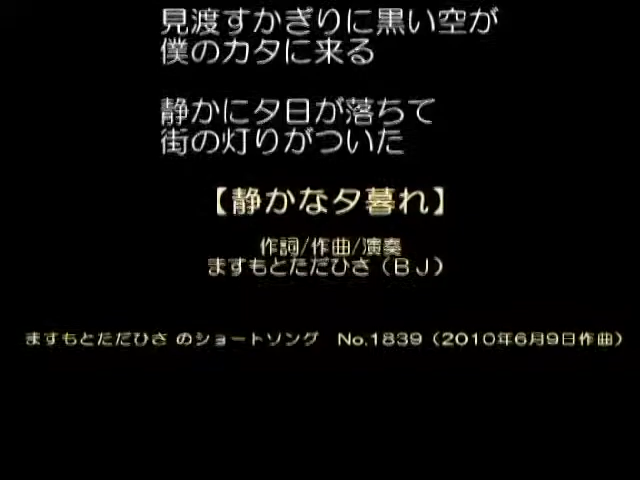 見渡すかぎりに黒い空が
僕のカタに来る
静かに夕日が落ちて
街の灯りがついた
【静かな夕暮れ】
作詞/作曲/演奏
ますもとただひさ（ＢＪ）
ますもとただひさ のショートソング　No.1839（2010年6月9日作曲）